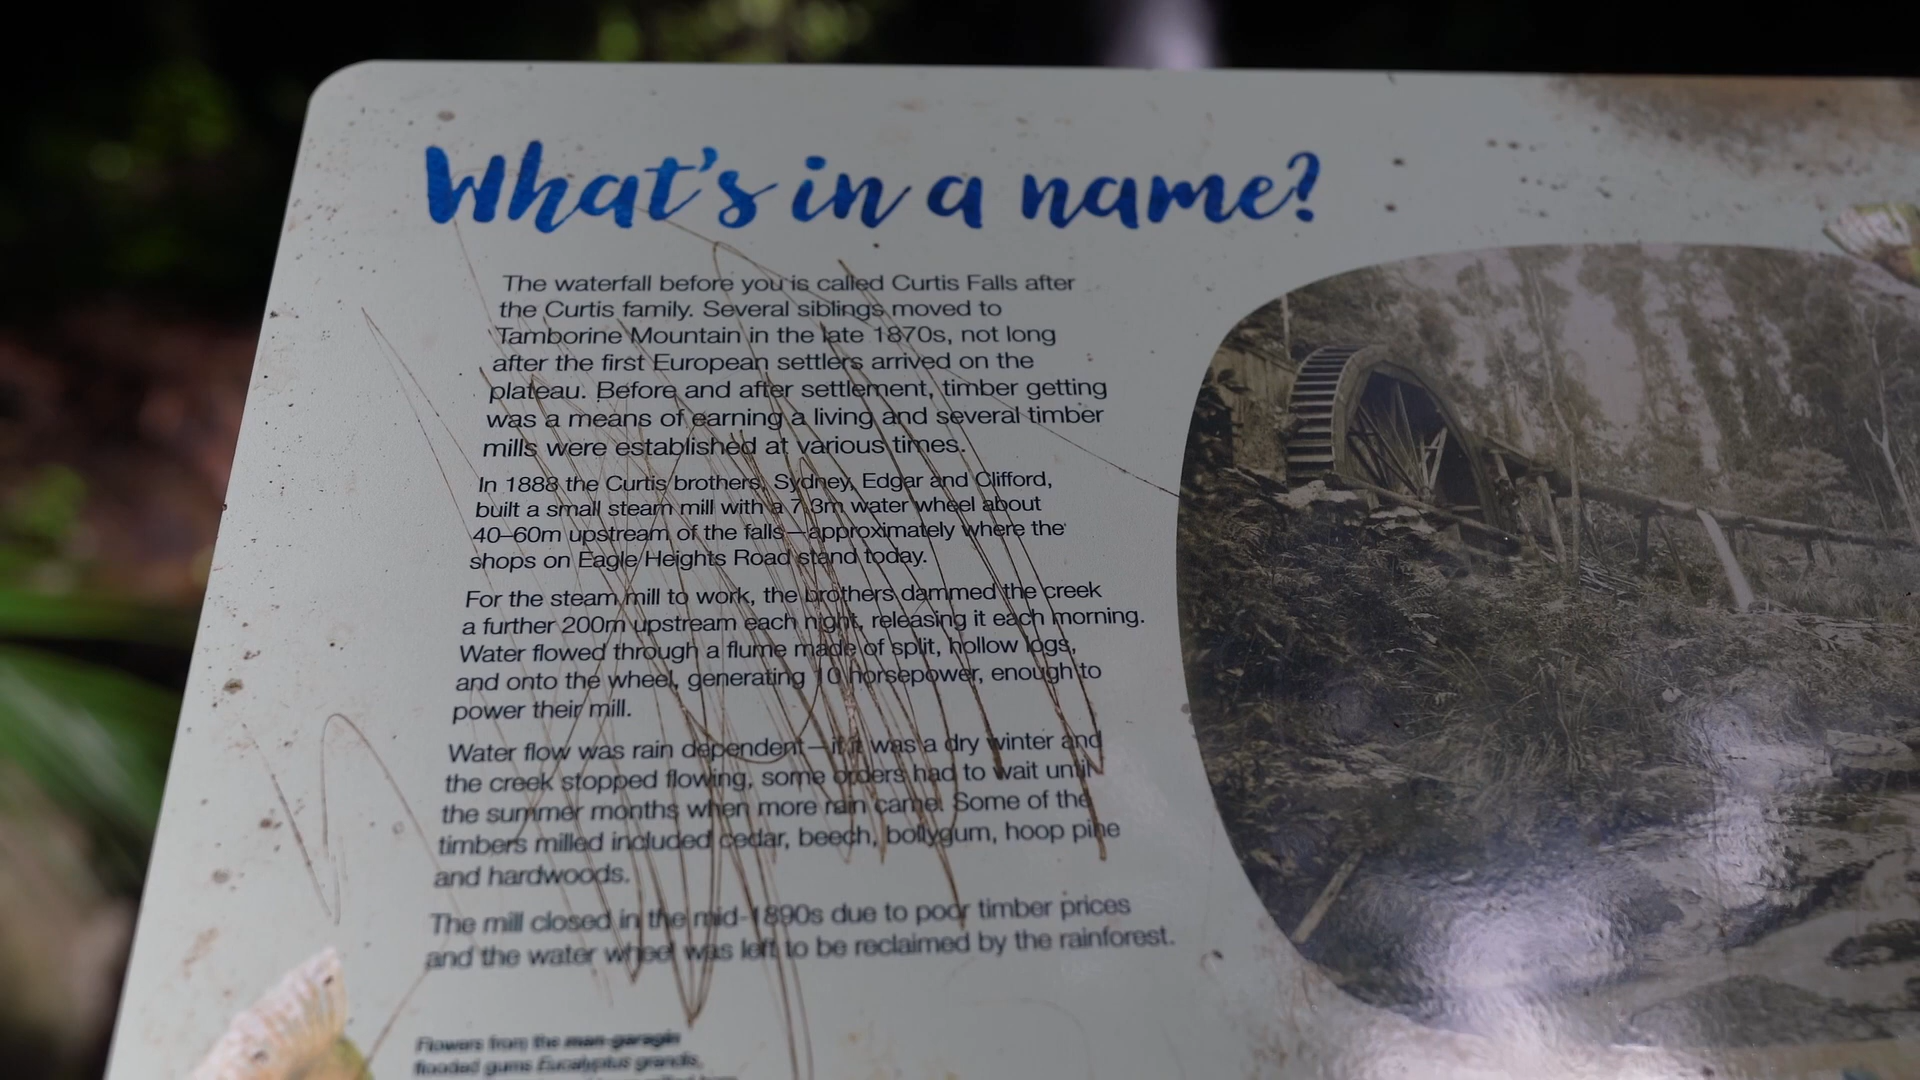 What's in a name?
The waterfall before you is called Curtis Falls after
the Curtis family. Several siblings moved to
Tamborine Mountain in the late 1870s, not long
after the first European settlers arrived on the
plateau. Before and after settlement, timber getting
was a means of earning a living and several timber
mills were established at various times.
In 1888 the Curtis brothers, Sydney, Edgar and Clifford,
built a small steam mill with a 7.3m water wheel about
40–60m upstream of the falls—approximately where the
shops on Eagle Heights Road stand today.
For the steam mill to work, the brothers dammed the creek
a further 200m upstream each night, releasing it each morning.
Water flowed through a flume made of split, hollow logs,
and onto the wheel, generating 10 horsepower, enough to
power their mill.
Water flow was rain dependent—if it was a dry winter and
the creek stopped flowing, some orders had to wait until
the summer months when more rain came. Some of the
timbers milled included cedar, beech, bollygum, hoop pine
and hardwoods.
The mill closed in the mid-1890s due to poor timber prices
and the water wheel was left to be reclaimed by the rainforest.
Flowers from the
flooded gums Eucalyptus grandis,